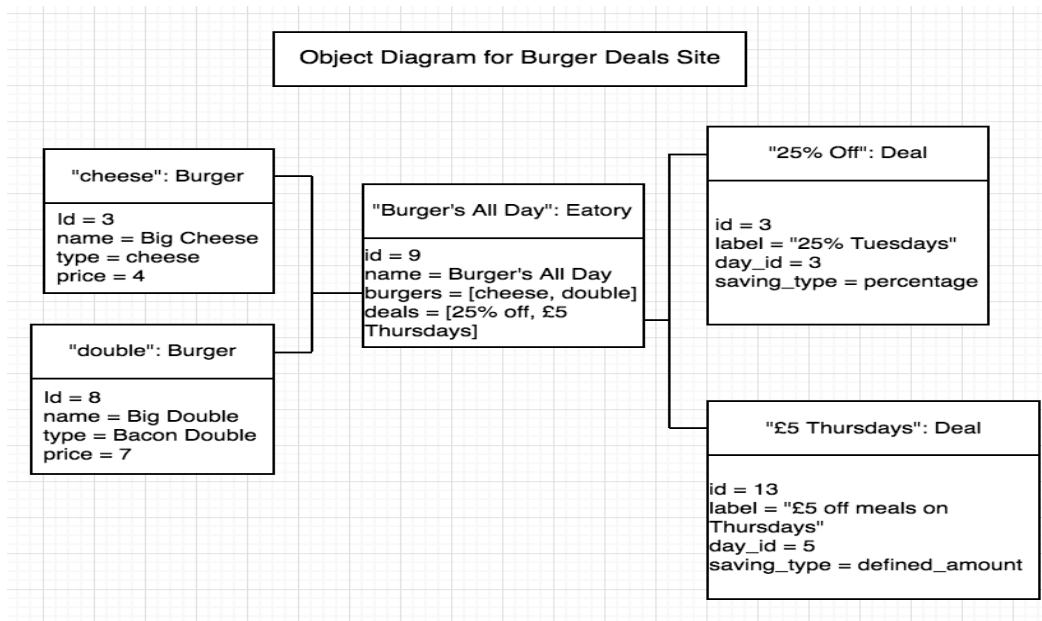 Object Diagram for Burger Deals Site
"cheese": Burger
Id = 3
name = Big Cheese
type = cheese
price = 4
"double": Burger
Id = 8
name = Big Double
type = Bacon Double
price = 7
"Burger's All Day": Eatory
id = 9
name = Burger's All Day
burgers = [cheese, double]
deals = [25% off, £5
Thursdays]
"25% Off": Deal
id = 3
label = "25% Tuesdays"
day_id = 3
saving_type = percentage
"£5 Thursdays": Deal
id = 13
label = "£5 off meals on
Thursdays"
day_id = 5
saving_type = defined_amount